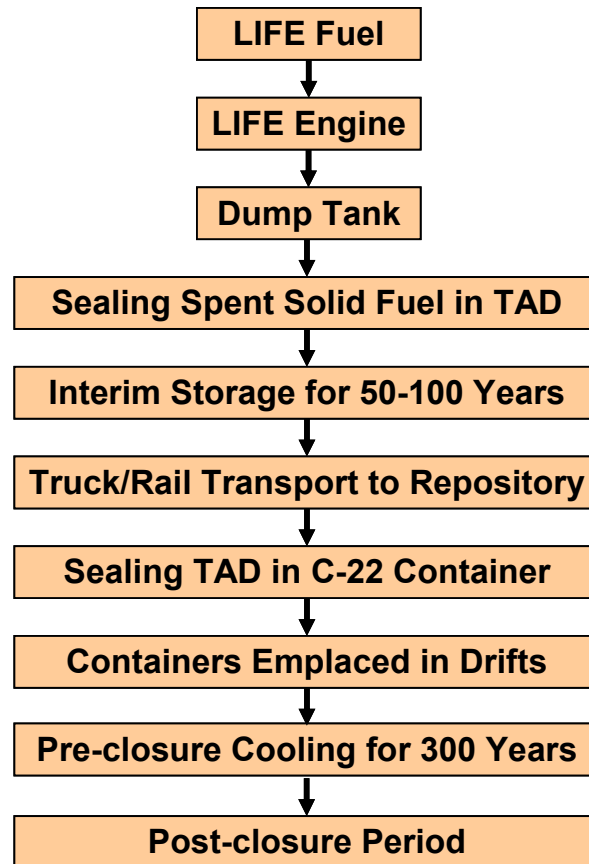 LIFE Fuel
LIFE Engine
Dump Tank
Sealing Spent Solid Fuel in TAD
Interim Storage for 50-100 Years
Truck/Rail Transport to Repository
Sealing TAD in C-22 Container
Containers Emplaced in Drifts
Pre-closure Cooling for 300 Years
Post-closure Period